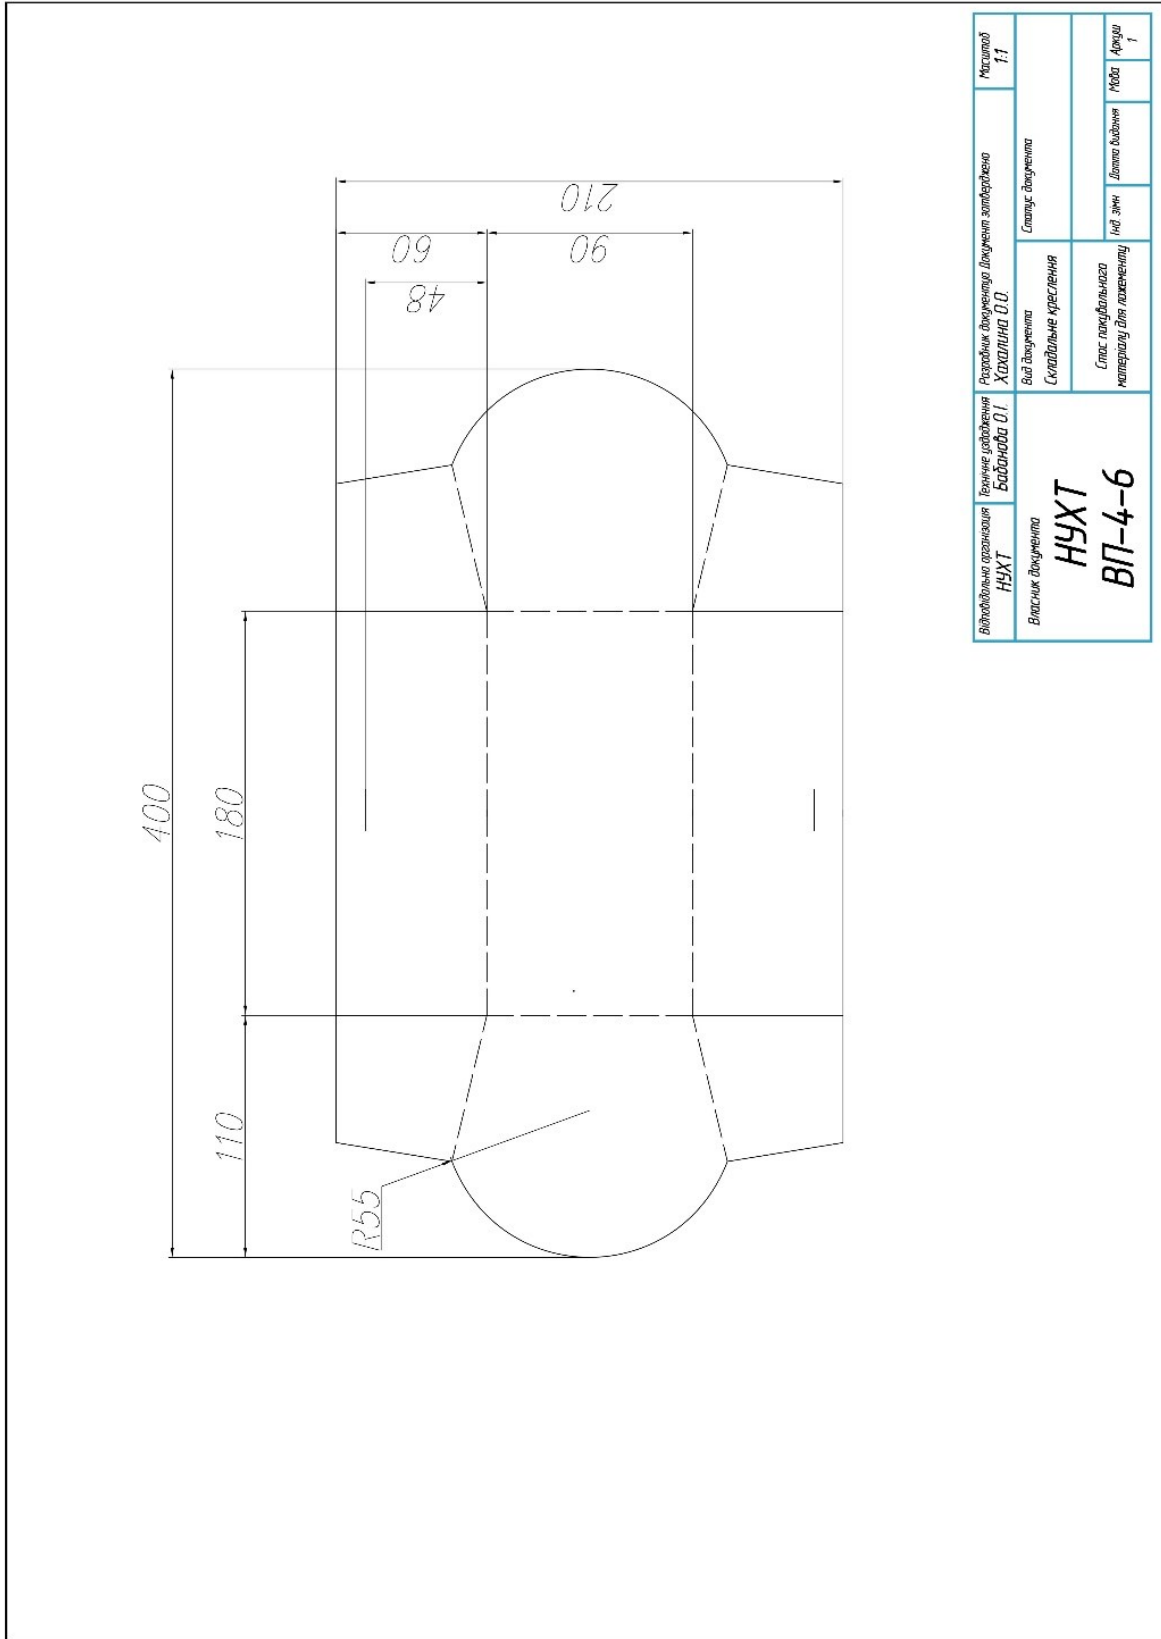 210
60
90
48
400
180
110
R55
Відповідальна організація
НУХТ
Технічне узгодження
Бабанова О.І.
Розробник документуа Документ затверджено
Хахалина О.О.
Масштаб
1:1
Власник документа
НУХТ
ВП-4-6
Вид документа
Складальне креслення
Статус документа
Стос пакувального
матеріалу для ложементу
Інд. змін
Датта видання
Мова
Аркуш
1